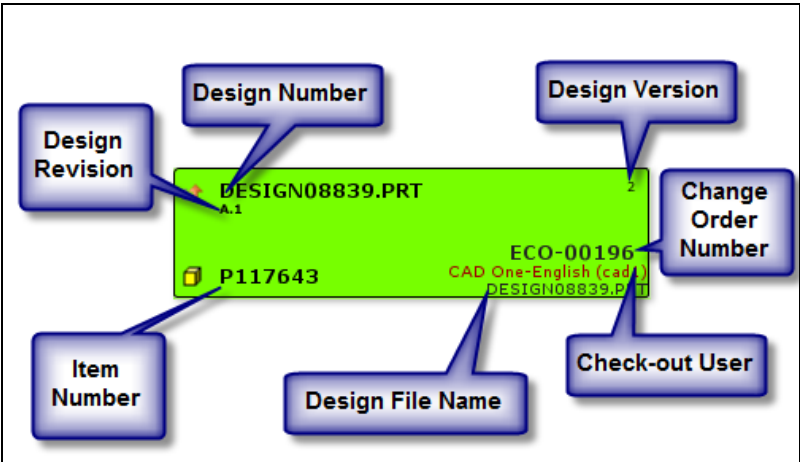 Design Number
Design Version
Design
Revision
DESIGN08839.PRT
2
A.1
Change
Order
Number
ECO-00196
CAD One-English (cad1)
P117643
DESIGN08839.PRT
Item
Number
Design File Name
Check-out User